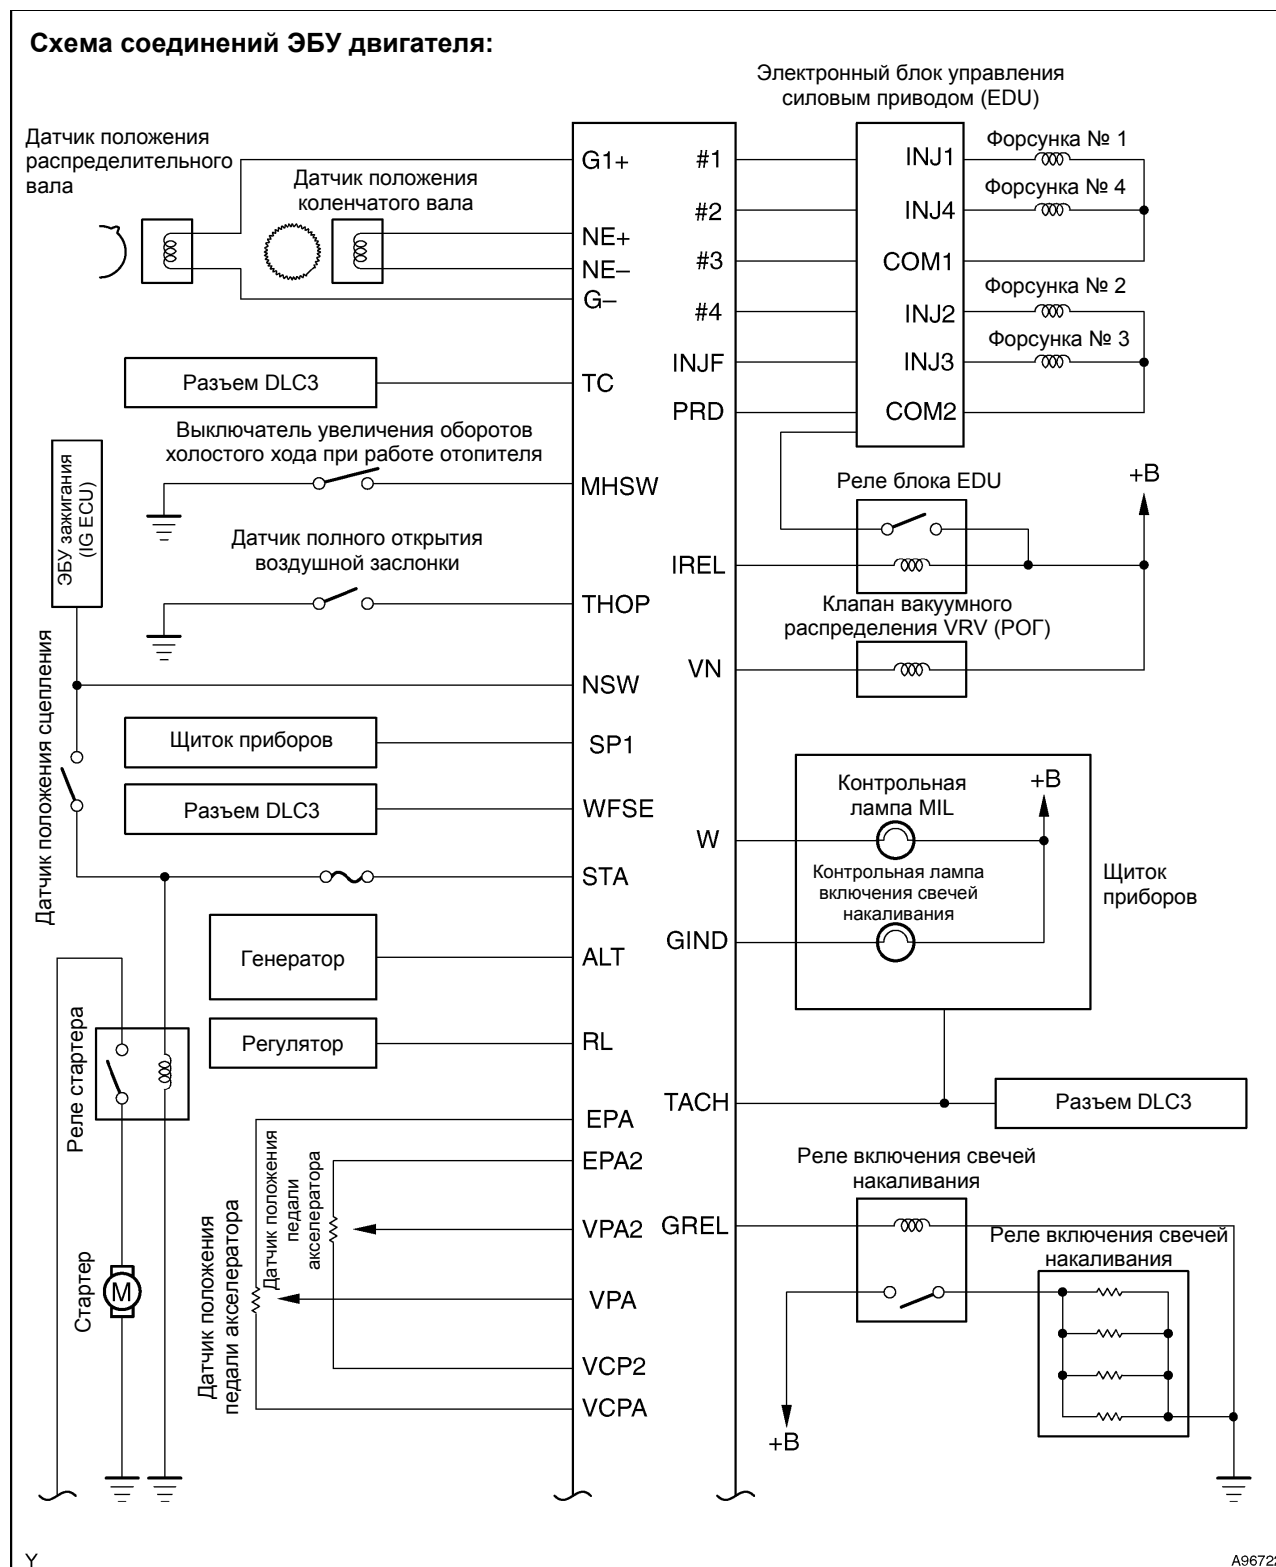 Схема соединений ЭБУ двигателя:
Электронный блок управления
силовым приводом (EDU)
Датчик положения
распределительного
вала
Датчик положения
коленчатого вала
G1+
NE+
NE–
G–
#1
#2
#3
#4
INJF
PRD
INJ1
INJ4
COM1
INJ2
INJ3
COM2
Форсунка № 1
Форсунка № 4
Форсунка № 2
Форсунка № 3
Разъем DLC3
TC
Выключатель увеличения оборотов
холостого хода при работе отопителя
MHSW
ЭБУ зажигания
(IG ECU)
Датчик полного открытия
воздушной заслонки
THOP
Реле блока EDU
+B
IREL
Клапан вакуумного
распределения VRV (РОГ)
VN
Датчик положения сцепления
NSW
Щиток приборов
SP1
Разъем DLC3
WFSE
STA
Контрольная
лампа MIL
+B
W
Контрольная лампа
включения свечей
накаливания
GIND
Щиток
приборов
Генератор
ALT
Регулятор
RL
Реле стартера
TACH
Разъем DLC3
EPA
EPA2
VPA2
VPA
VCP2
VCPA
Датчик положения
педали
акселератора
Датчик положения
педали акселератора
Стартер
M
Реле включения свечей
накаливания
GREL
Реле включения свечей
накаливания
+B
Y
A96722